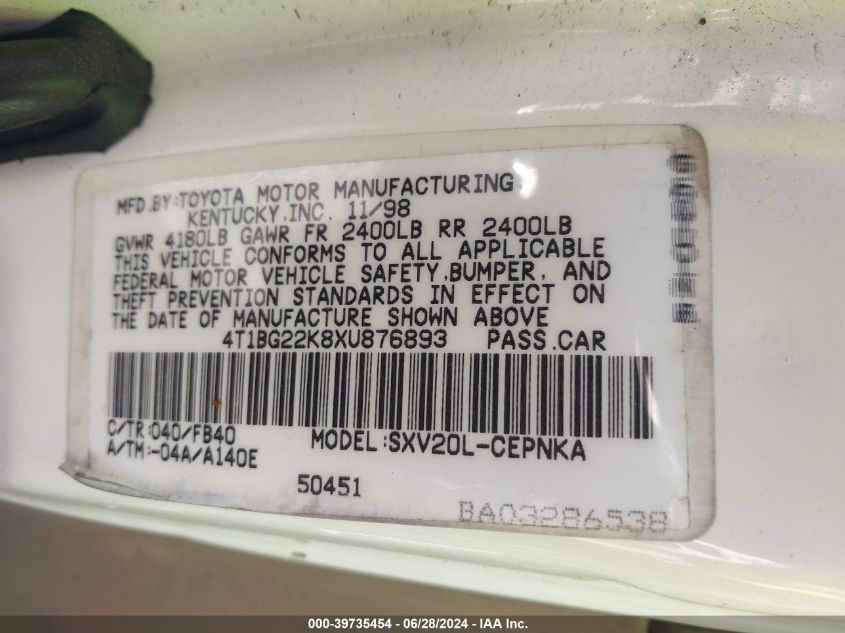 MFD.BY:TOYOTA MOTOR MANUFACTURING
KENTUCKY,INC. 11/98
GVWR 4180LB GAWR FR 2400LB RR 2400LB
THIS VEHICLE CONFORMS TO ALL APPLICABLE
FEDERAL MOTOR VEHICLE SAFETY,BUMPER, AND
THEFT PREVENTION STANDARDS IN EFFECT ON
THE DATE OF MANUFACTURE SHOWN ABOVE
4T1BG22K8XU876893 PASS.CAR
C/TR:040/FB40 MODEL:SXV20L-CEPNKA
A/TM:-04A/A140E
50451
BA03286538
000-39735454 - 06/28/2024 - IAA Inc.